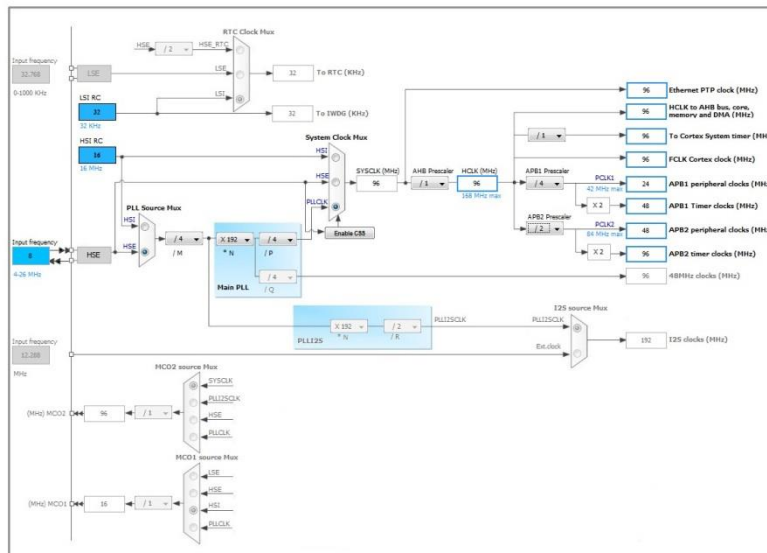 RTC Clock Mux
HSE
/ 2
HSE_RTC
Input frequency
32.768
0-1000 KHz
LSE
LSE
32
To RTC (KHz)
LSI RC
32
32 KHz
LSI
32
To IWDG (KHz)
HSI RC
16
16 MHz
System Clock Mux
HSI
HSE
PLLCLK
SYSCLK (MHz)
96
AHB Prescaler
/ 1
HCLK (MHz)
96
168 MHz max
96
Ethernet PTP clock (MHz)
96
HCLK to AHB bus, core,
memory and DMA (MHz)
/ 1
96
To Cortex System timer (MHz)
96
FCLK Cortex clock (MHz)
APB1 Prescaler
/ 4
PCLK1
42 MHz max
24
APB1 peripheral clocks (MHz
X 2
48
APB1 Timer clocks (MHz)
APB2 Prescaler
/ 2
PCLK2
84 MHz max
48
APB2 peripheral clocks (MHz
X 2
96
APB2 timer clocks (MHz)
96
48MHz clocks (MHz)
PLL Source Mux
HSI
HSE
/ 4
/ M
Input frequency
8
4-26 MHz
HSE
X 192
* N
/ 4
/ P
/ 4
/ Q
Main PLL
Enable CSS
X 192
* N
/ 2
/ R
PLLI2S
PLLI2SCLK
I2S source Mux
PLLI2SCLK
Ext.clock
192
I2S clocks (MHz)
Input frequency
12.288
MHz
MCO2 source Mux
SYSCLK
PLLI2SCLK
HSE
PLLCLK
(MHz) MCO2
96
/ 1
MCO1 source Mux
LSE
HSE
HSI
PLLCLK
(MHz) MCO1
16
/ 1